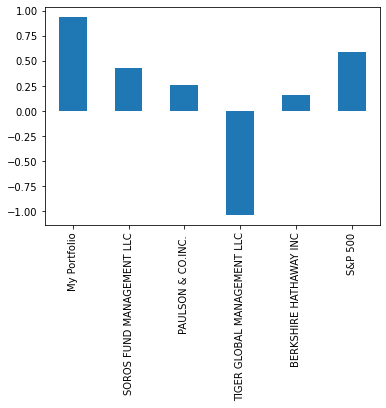 1.00
0.75
0.50
0.25
0.00
−0.25
−0.50
−0.75
−1.00
My Portfolio
SOROS FUND MANAGEMENT LLC
PAULSON & CO.INC.
TIGER GLOBAL MANAGEMENT LLC
BERKSHIRE HATHAWAY INC
S&P 500